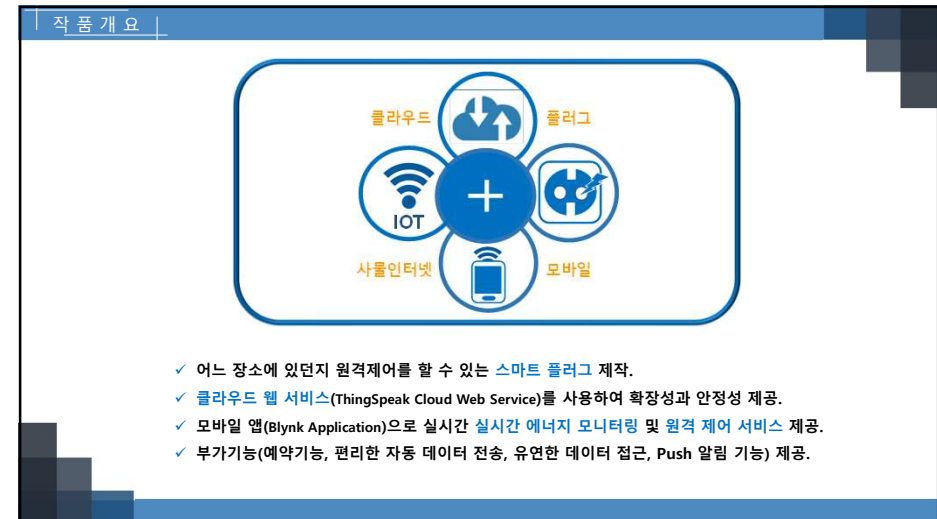 작 품 개 요
클라우드
플러그
IOT
사물인터넷
모바일
어느 장소에 있던지 원격제어를 할 수 있는 스마트 플러그 제작.
클라우드 웹 서비스(ThingSpeak Cloud Web Service)를 사용하여 확장성과 안정성 제공.
모바일 앱(Blynk Application)으로 실시간 실시간 에너지 모니터링 및 원격 제어 서비스 제공.
부가기능(예약기능, 편리한 자동 데이터 전송, 유연한 데이터 접근, Push 알림 기능) 제공.